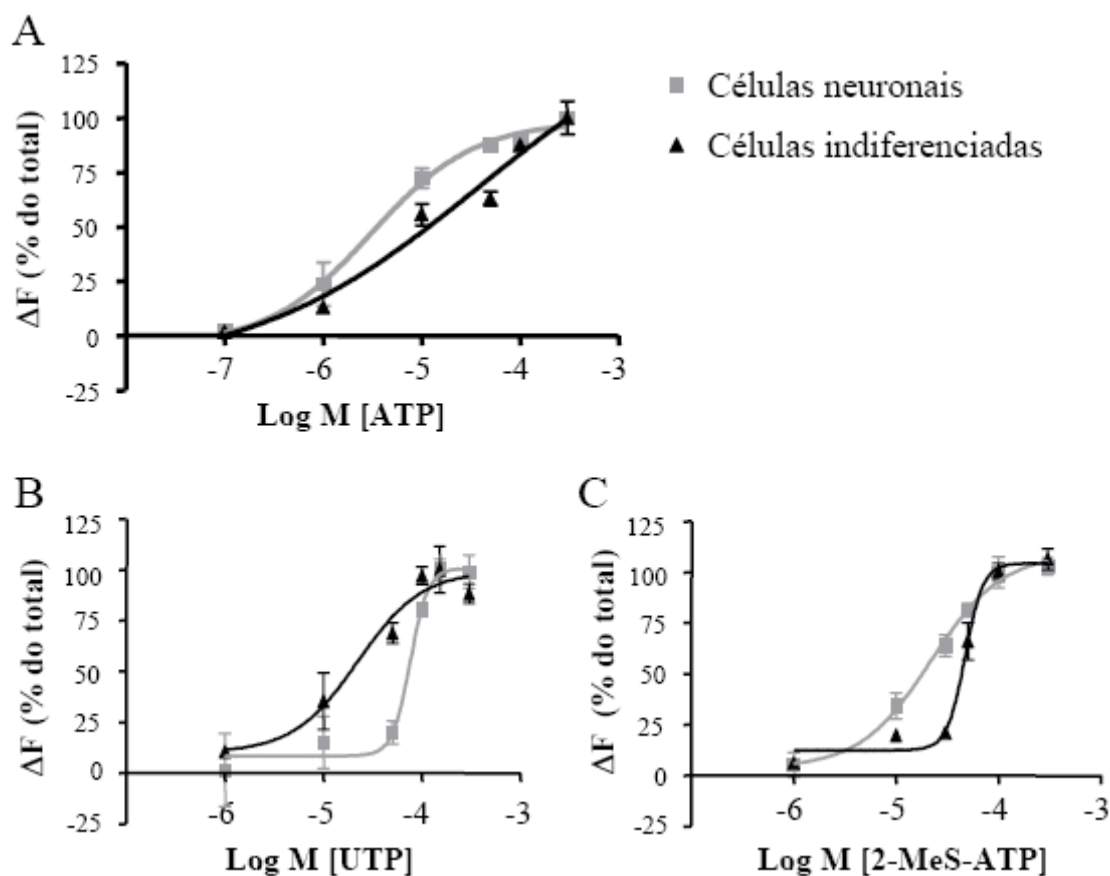 A
125
100
75
50
25
0
-25
ΔF (% do total)
-7 -6 -5 -4 -3
Log M [ATP]
Células neuronais
Células indiferenciadas
B
125
100
75
50
25
0
-25
ΔF (% do total)
-6 -5 -4 -3
Log M [UTP]
C
125
100
75
50
25
0
-25
ΔF (% do total)
-6 -5 -4 -3
Log M [2-MeS-ATP]